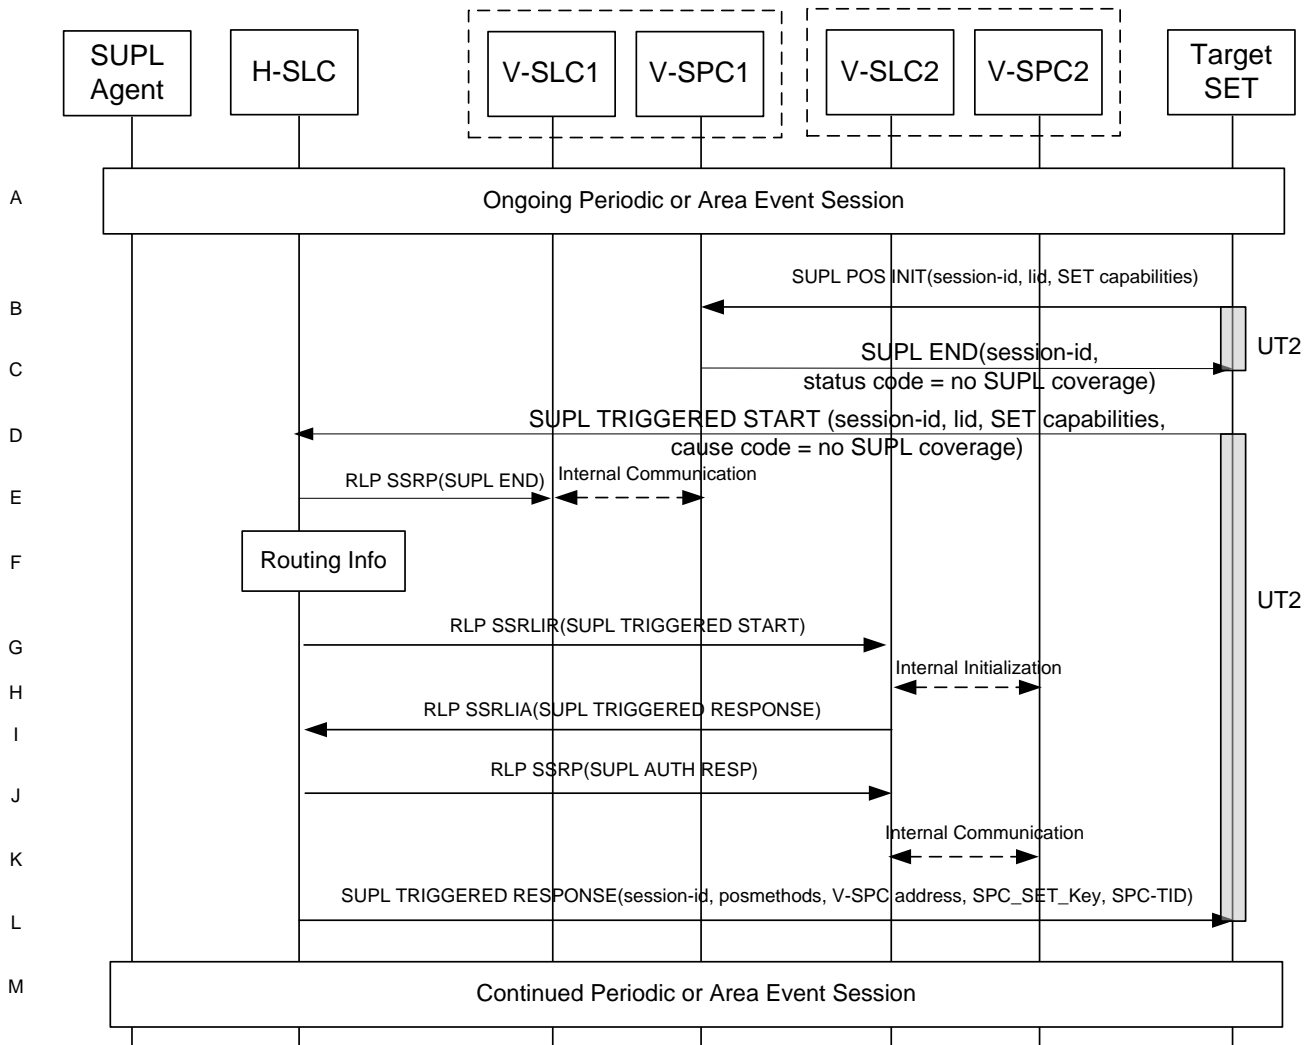 SUPL
Agent
H-SLC
V-SLC1
V-SPC1
V-SLC2
V-SPC2
Target
SET
A
Ongoing Periodic or Area Event Session
SUPL POS INIT(session-id, lid, SET capabilities)
B
UT2
SUPL END(session-id,
status code = no SUPL coverage)
C
SUPL TRIGGERED START (session-id, lid, SET capabilities,
cause code = no SUPL coverage)
D
RLP SSRP(SUPL END)
Internal Communication
E
Routing Info
F
UT2
RLP SSRLIR(SUPL TRIGGERED START)
G
Internal Initialization
H
RLP SSRLIA(SUPL TRIGGERED RESPONSE)
I
RLP SSRP(SUPL AUTH RESP)
J
Internal Communication
K
SUPL TRIGGERED RESPONSE(session-id, posmethods, V-SPC address, SPC_SET_Key, SPC-TID)
L
M
Continued Periodic or Area Event Session